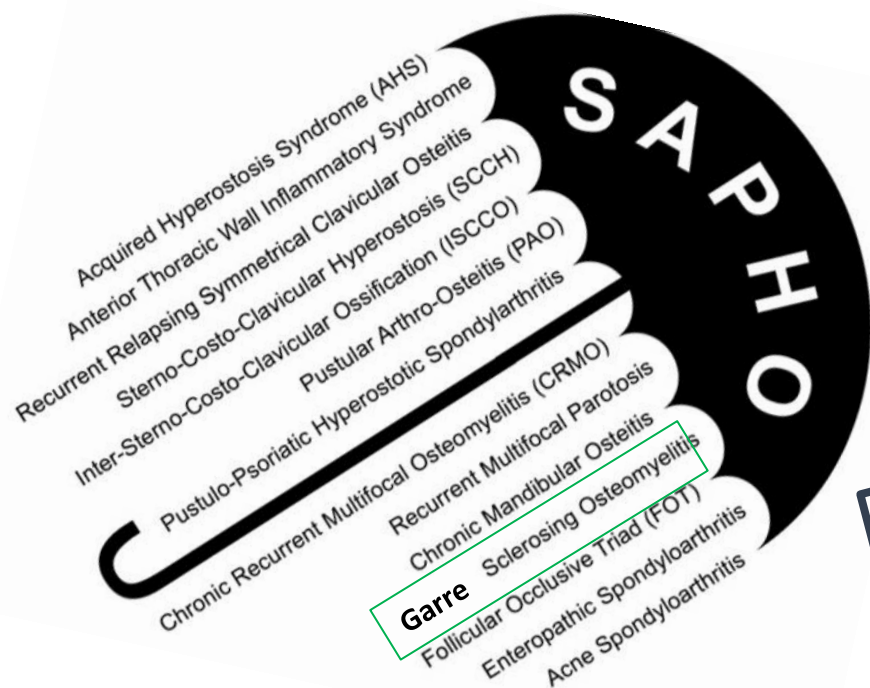 SAPHO
Acquired Hyperostosis Syndrome (AHS)
Anterior Thoracic Wall Inflammatory Syndrome
Recurrent Relapsing Symmetrical Clavicular Osteitis
Sterno-Costo-Clavicular Hyperostosis (SCCH)
Inter-Sterno-Costo-Clavicular Ossification (ISCCO)
Pustular Arthro-Osteitis (PAO)
Pustulo-Psoriatic Hyperostotic Spondylarthritis
Chronic Recurrent Multifocal Osteomyelitis (CRMO)
Recurrent Multifocal Parotosis
Chronic Mandibular Osteitis
Garre Sclerosing Osteomyelitis
Follicular Occlusive Triad (FOT)
Enteropathic Spondyloarthritis
Acne Spondyloarthritis